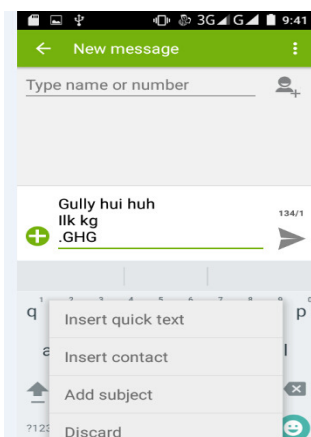 3G G 9:41
New message
Type name or number
Gully hui huh
Ilk kg
.GHG
134/1
q p
Insert quick text
a l
Insert contact
Add subject
?123
Discard